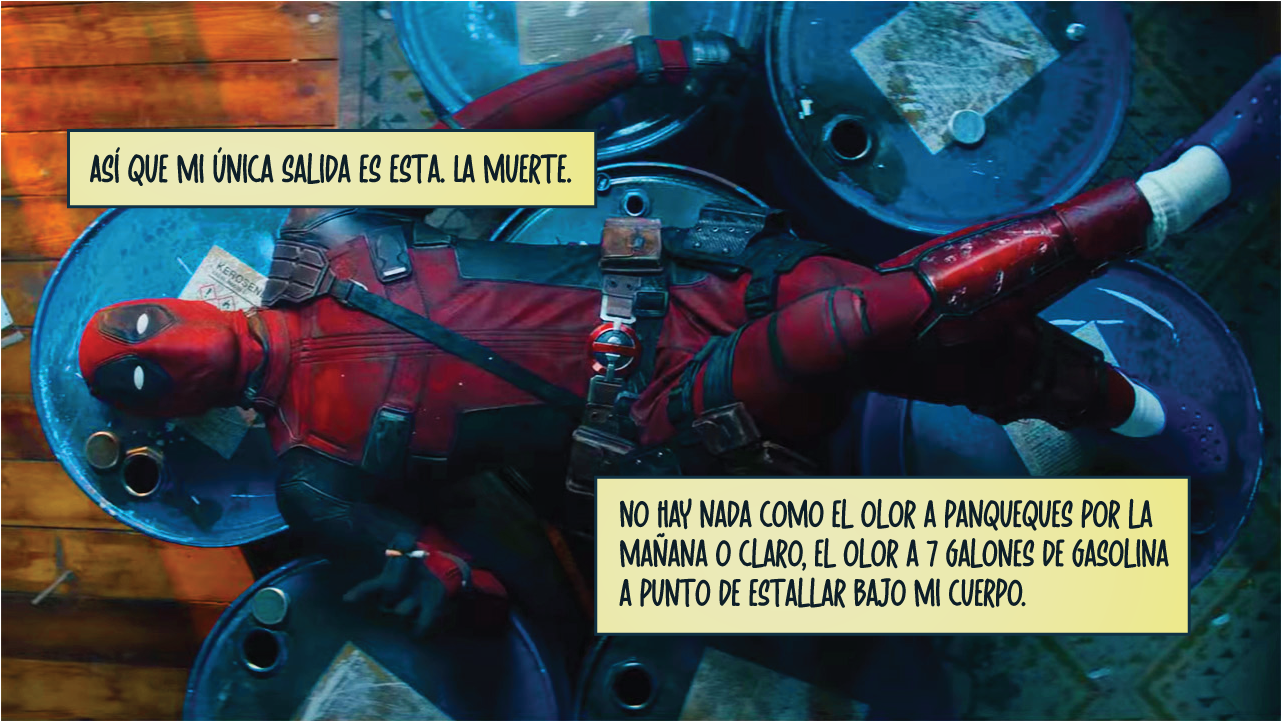 ASÍ QUE MI ÚNICA SALIDA ES ESTA. LA MUERTE.
KEROSEN
NO HAY NADA COMO EL OLOR A PANQUEQUES POR LA
MAÑANA O CLARO, EL OLOR A 7 GALONES DE GASOLINA
A PUNTO DE ESTALLAR BAJO MI CUERPO.